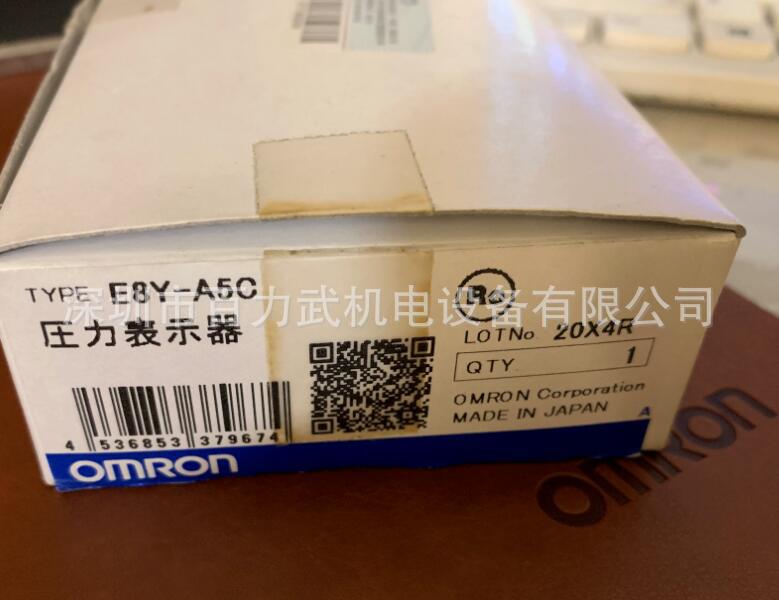 TYPE E8Y-A5C
圧力表示器
4 536853 379674
OMRON
R
LOTNo. 20X4R
QTY. 1
OMRON Corporation
MADE IN JAPAN
A
OMRON
深圳市百力武机电设备有限公司